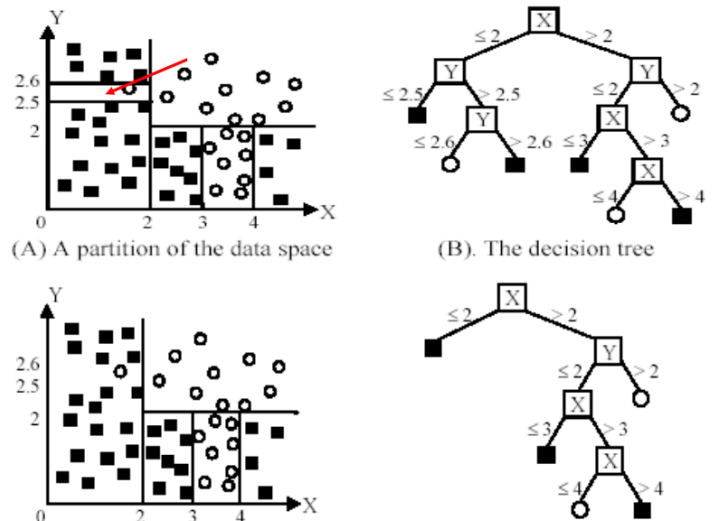 Y
2.6
2.5
2
0
2
3
4
X
(A) A partition of the data space
X
≤ 2
> 2
Y
Y
≤ 2.5
> 2.5
≤ 2
> 2
Y
X
≤ 2.6
> 2.6
≤ 3
> 3
X
≤ 4
> 4
(B). The decision tree
Y
2.6
2.5
2
0
2
3
4
X
X
≤ 2
> 2
Y
≤ 2
> 2
X
≤ 3
> 3
X
≤ 4
> 4